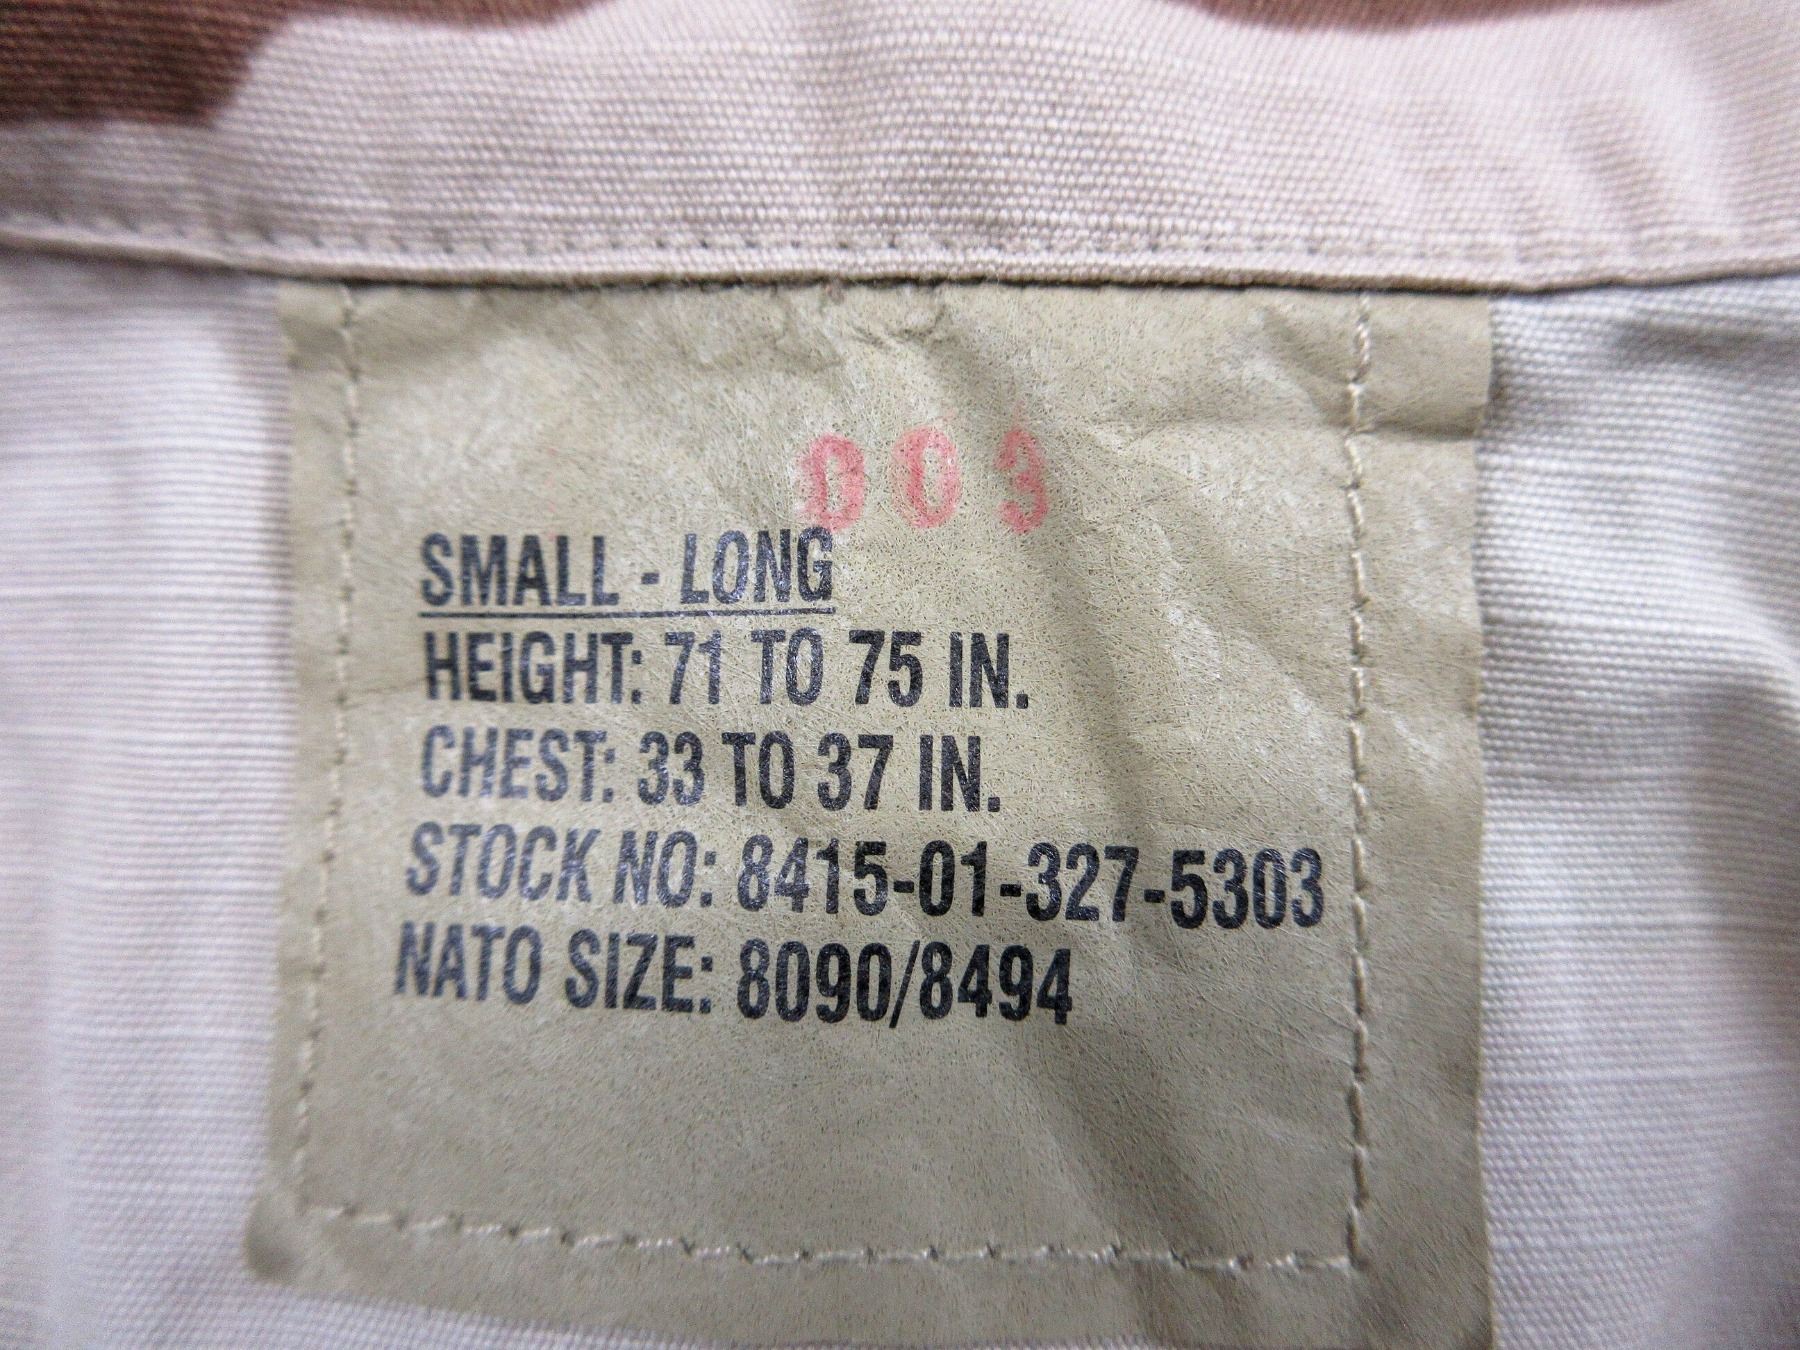 003
SMALL - LONG
HEIGHT: 71 TO 75 IN.
CHEST: 33 TO 37 IN.
STOCK NO: 8415-01-327-5303
NATO SIZE: 8090/8494